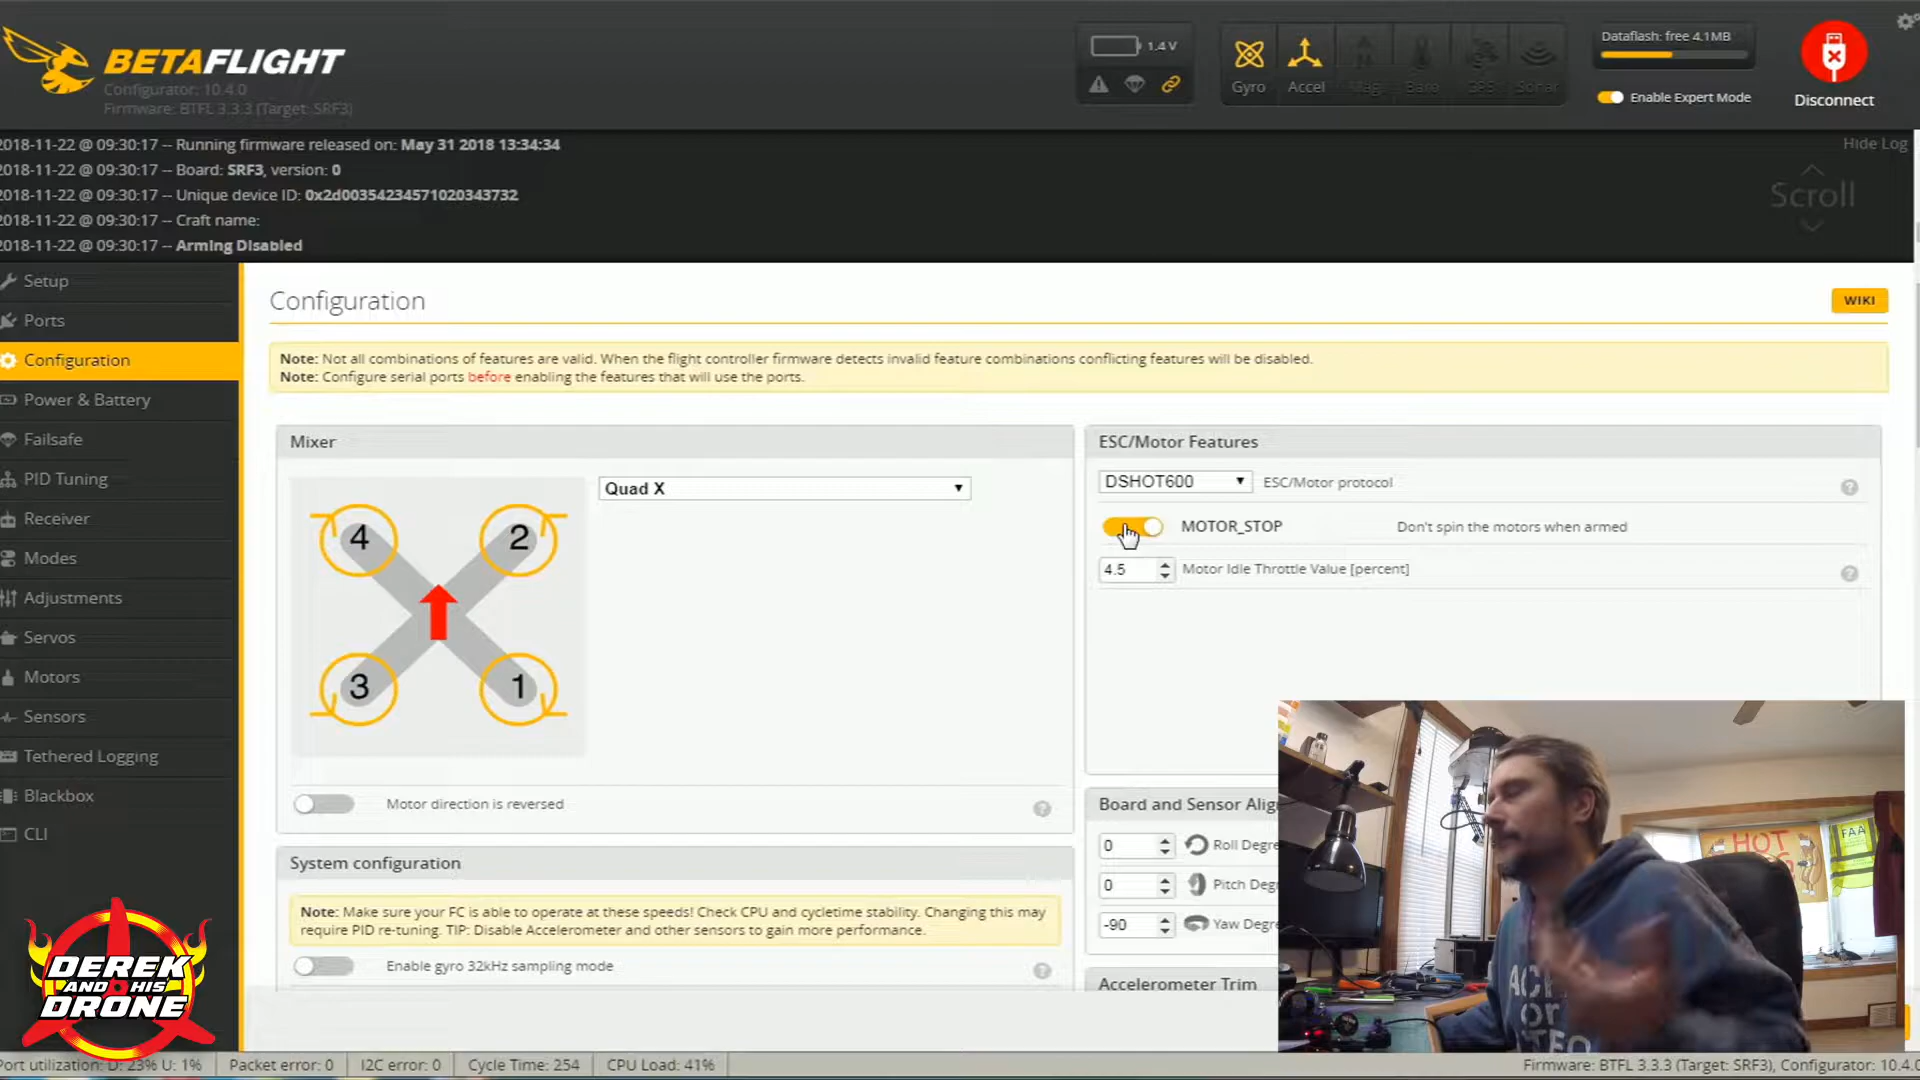 BETAFLIGHT
Configurator: 10.4.0
Firmware: BTFL 3.3.3 (Target: SRF3)
1.4 V
Gyro
Accel
Mag
Baro
GPS
Sonar
Dataflash: free 4.1MB
Enable Expert Mode
Disconnect
2018-11-22 @ 09:30:17 -- Running firmware released on: May 31 2018 13:34:34
2018-11-22 @ 09:30:17 -- Board: SRF3, version: 0
2018-11-22 @ 09:30:17 -- Unique device ID: 0x2d00354234571020343732
2018-11-22 @ 09:30:17 -- Craft name:
2018-11-22 @ 09:30:17 -- Arming Disabled
Hide Log
Scroll
Setup
Ports
Configuration
Power & Battery
Failsafe
PID Tuning
Receiver
Modes
Adjustments
Servos
Motors
Sensors
Tethered Logging
Blackbox
CLI
Configuration
WIKI
Note: Not all combinations of features are valid. When the flight controller firmware detects invalid feature combinations conflicting features will be disabled.
Note: Configure serial ports before enabling the features that will use the ports.
Mixer
Quad X
4
2
3
1
Motor direction is reversed
System configuration
Note: Make sure your FC is able to operate at these speeds! Check CPU and cycletime stability. Changing this may
require PID re-tuning. TIP: Disable Accelerometer and other sensors to gain more performance.
Enable gyro 32kHz sampling mode
ESC/Motor Features
DSHOT600
ESC/Motor protocol
MOTOR_STOP
Don't spin the motors when armed
4.5
Motor Idle Throttle Value [percent]
Board and Sensor Alig
0
Roll Degre
0
Pitch Deg
-90
Yaw Degr
Accelerometer Trim
HOT
FAA
DEREK
AND HIS
DRONE
Port utilization: D: 23% U: 1%
Packet error: 0
I2C error: 0
Cycle Time: 254
CPU Load: 41%
Firmware: BTFL 3.3.3 (Target: SRF3), Configurator: 10.4.0